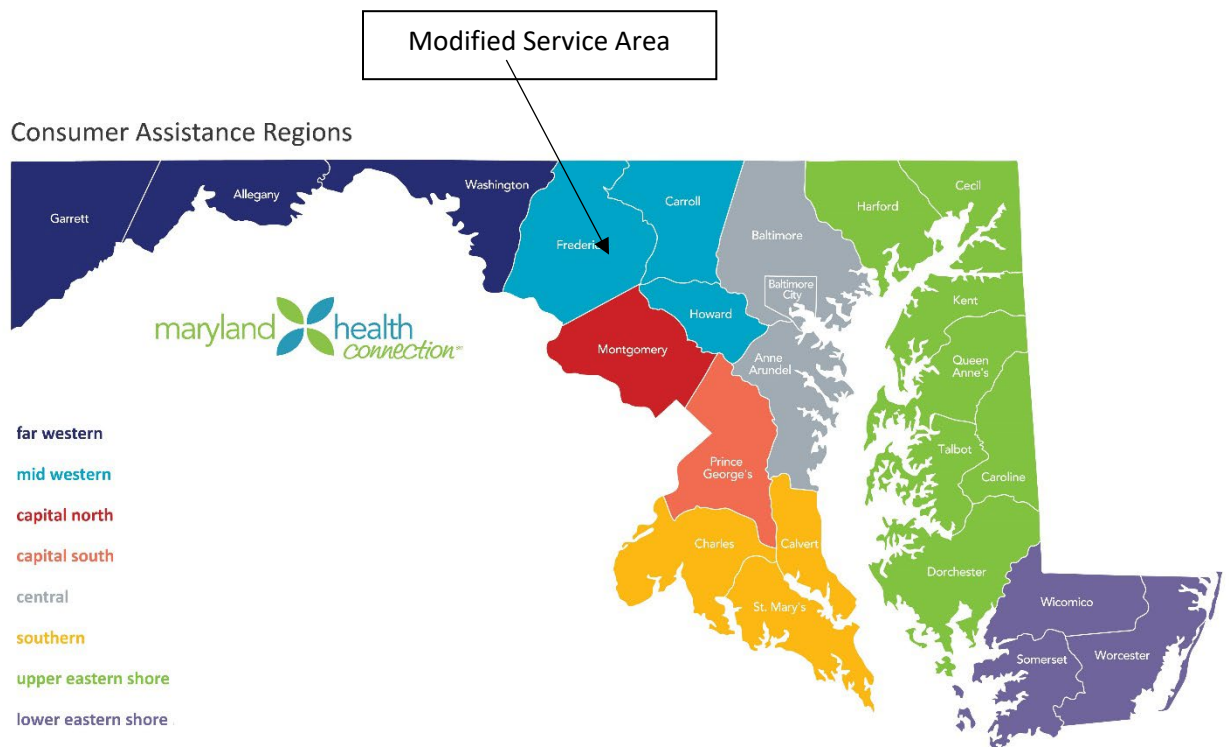 Modified Service Area
Consumer Assistance Regions
Garrett
Allegany
Washington
Frederic
Carroll
Baltimore
Harford
Cecil
Baltimore
City
Kent
Howard
Montgomery
Anne
Arundel
Queen
Anne's
maryland health
connection
Talbot
Caroline
Prince
George's
Charles
Calvert
Dorchester
St. Mary's
Wicomico
Somerset
Worcester
far western
mid western
capital north
capital south
central
southern
upper eastern shore
lower eastern shore